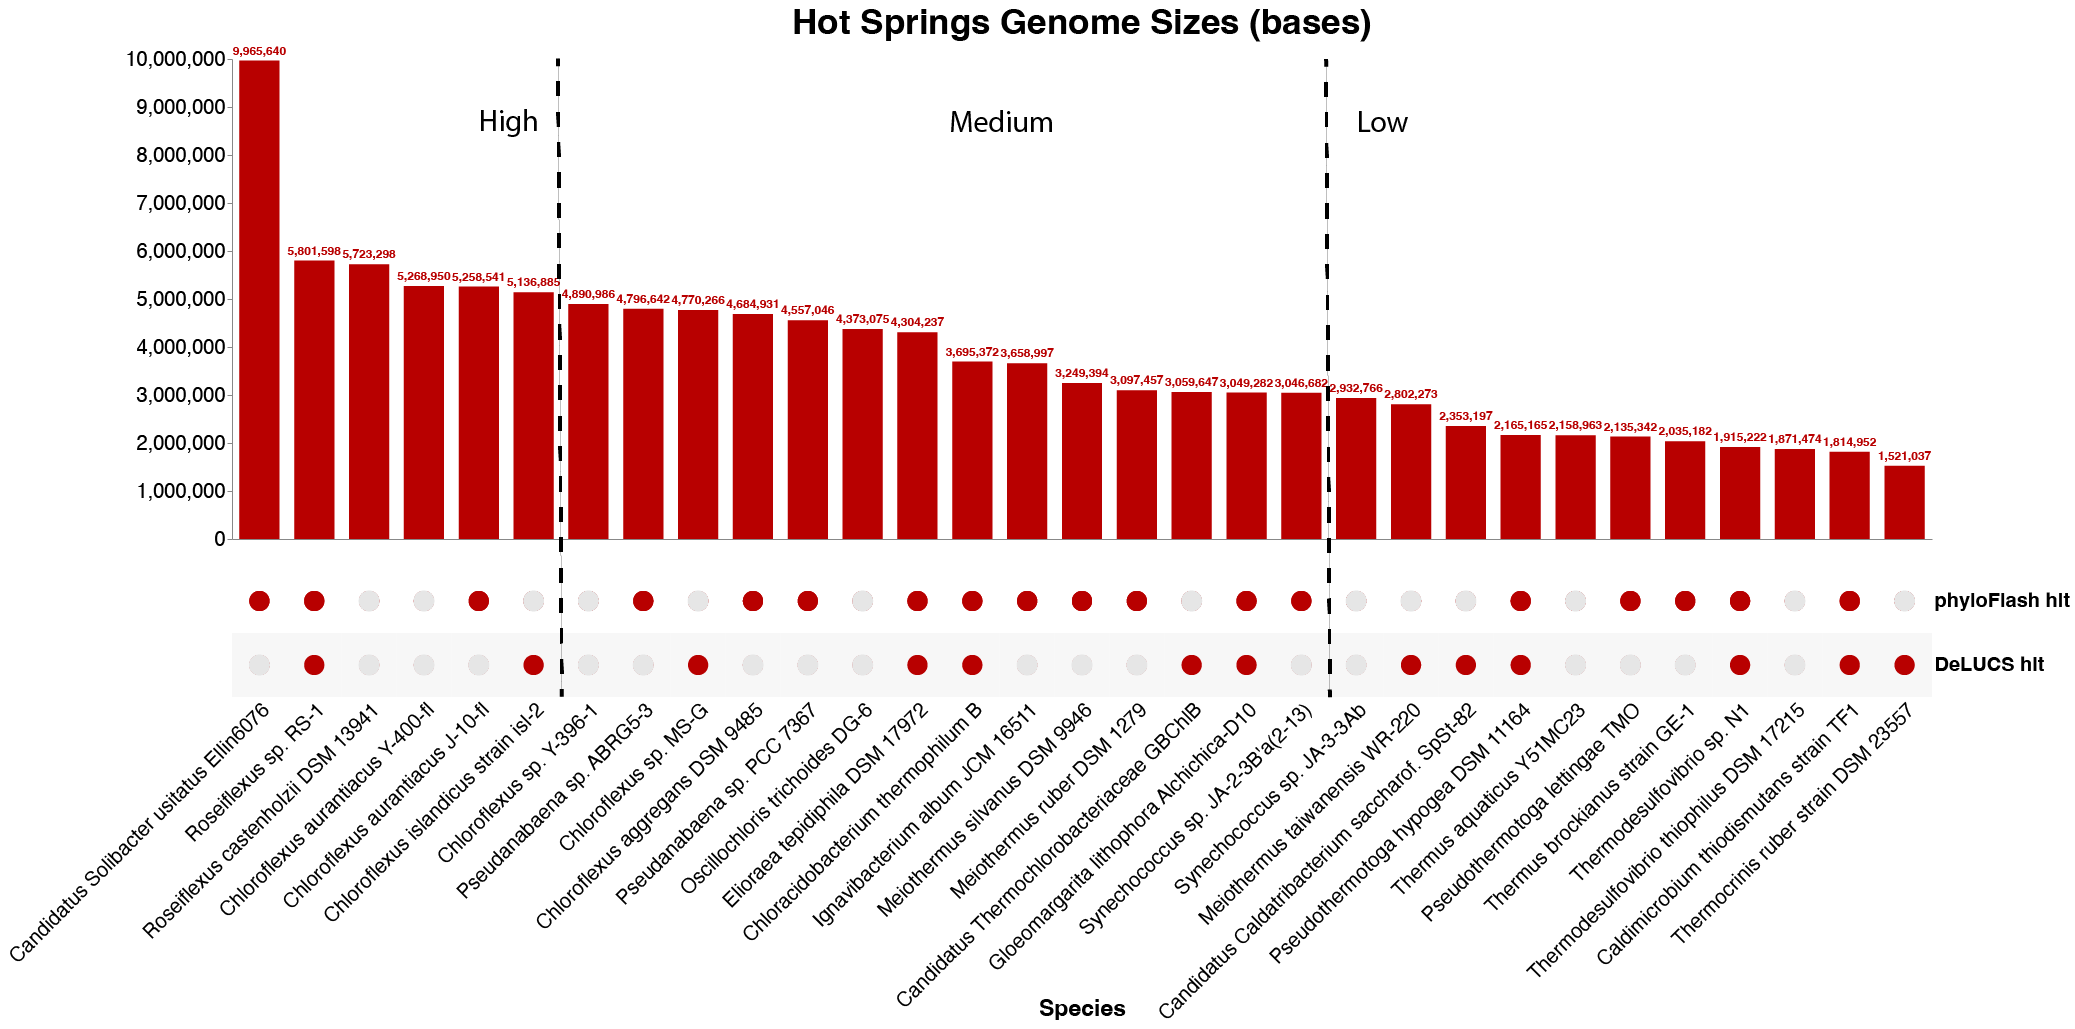 Hot Springs Genome Sizes (bases)
10,000,000
9,000,000
8,000,000
7,000,000
6,000,000
5,000,000
4,000,000
3,000,000
2,000,000
1,000,000
0
High
Medium
Low
9,965,640
5,801,598
5,723,298
5,268,950
5,258,541
5,136,885
4,890,986
4,796,642
4,770,266
4,684,931
4,557,046
4,373,075
4,304,237
3,695,372
3,658,997
3,249,394
3,097,457
3,059,647
3,049,282
3,046,682
2,932,766
2,802,273
2,353,197
2,165,165
2,158,963
2,135,342
2,035,182
1,915,222
1,871,474
1,814,952
1,521,037
phyloFlash hit
DeLUCS hit
Candidatus Solibacter usitatus Ellin6076
Roseiflexus sp. RS-1
Roseiflexus castenholzii DSM 13941
Chloroflexus aurantiacus Y-400-fl
Chloroflexus aurantiacus J-10-fl
Chloroflexus islandicus strain isl-2
Chloroflexus sp. Y-396-1
Pseudanabaena sp. ABRG5-3
Chloroflexus sp. MS-G
Chloroflexus aggregans DSM 9485
Pseudanabaena sp. PCC 7367
Oscillochloris trichoides DG-6
Elioraea tepidiphila DSM 17972
Chloracidobacterium thermophilum B
Ignavibacterium album JCM 16511
Meiothermus silvanus DSM 9946
Meiothermus ruber DSM 1279
Candidatus Thermochlorobacteriaceae GBChlB
Gloeomargarita lithophora Alchichica-D10
Synechococcus sp. JA-2-3B'a(2-13)
Synechococcus sp. JA-3-3Ab
Meiothermus taiwanensis WR-220
Candidatus Caldatribacterium saccharof. SpSt-82
Pseudothermotoga hypogea DSM 11164
Thermus aquaticus Y51MC23
Pseudothermotoga lettingae TMO
Thermus brockianus strain GE-1
Thermodesulfovibrio sp. N1
Thermodesulfovibrio thiophilus DSM 17215
Caldimicrobium thiodismutans strain TF1
Thermocrinis ruber strain DSM 23557
Species